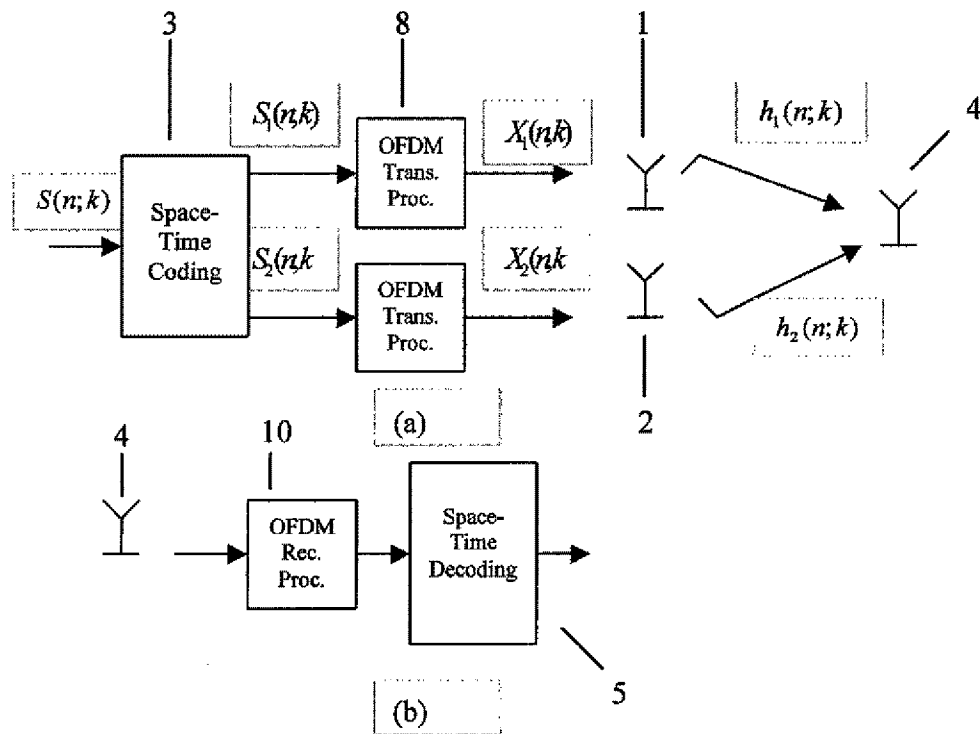 3
8
1
S₁(n,k)
X₁(n,k)
h₁(n;k)
4
OFDM
Trans.
Proc.
S(n;k)
Space-
Time
Coding
S₂(n,k
X₂(n,k
OFDM
Trans.
Proc.
h₂(n;k)
(a)
2
4
10
OFDM
Rec.
Proc.
Space-
Time
Decoding
5
(b)